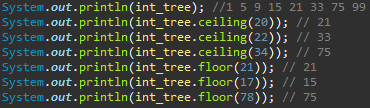 System.out.println(int_tree); //1 5 9 15 21 33 75 99
System.out.println(int_tree.ceiling(20)); // 21
System.out.println(int_tree.ceiling(22)); // 33
System.out.println(int_tree.ceiling(34)); // 75
System.out.println(int_tree.floor(21)); // 21
System.out.println(int_tree.floor(17)); // 15
System.out.println(int_tree.floor(78)); // 75